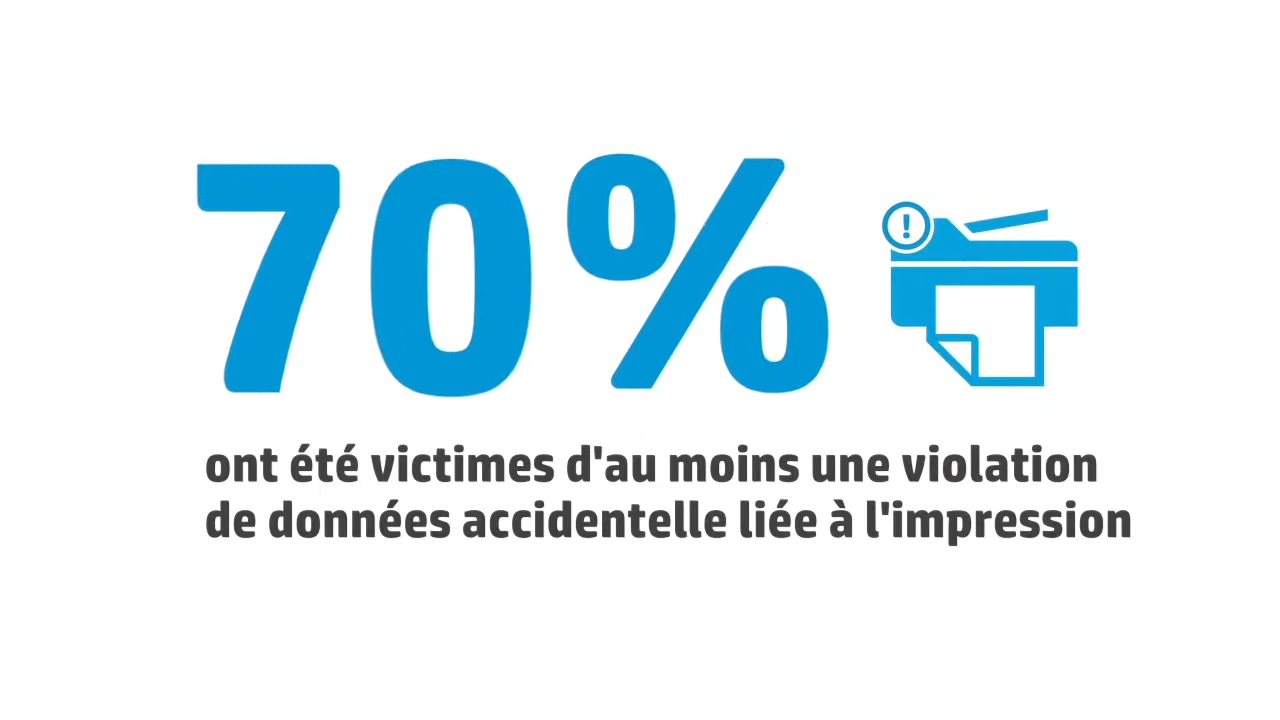 70%
ont été victimes d'au moins une violation
de données accidentelle liée à l'impression